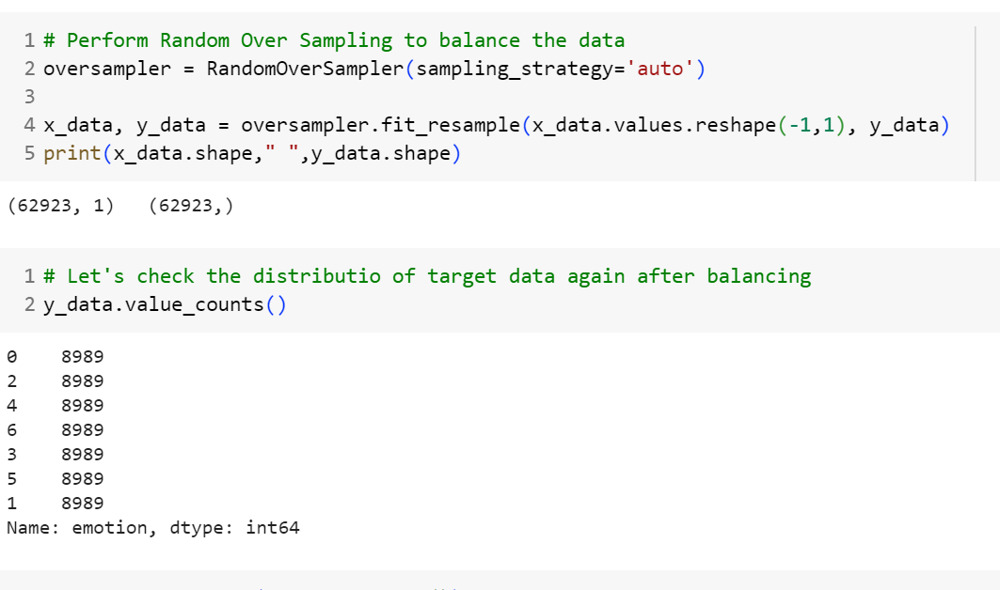 1 # Perform Random Over Sampling to balance the data
2 oversampler = RandomOverSampler(sampling_strategy='auto')
3
4 x_data, y_data = oversampler.fit_resample(x_data.values.reshape(-1,1), y_data)
5 print(x_data.shape," ",y_data.shape)
(62923, 1)   (62923,)
1 # Let's check the distributio of target data again after balancing
2 y_data.value_counts()
0    8989
2    8989
4    8989
6    8989
3    8989
5    8989
1    8989
Name: emotion, dtype: int64